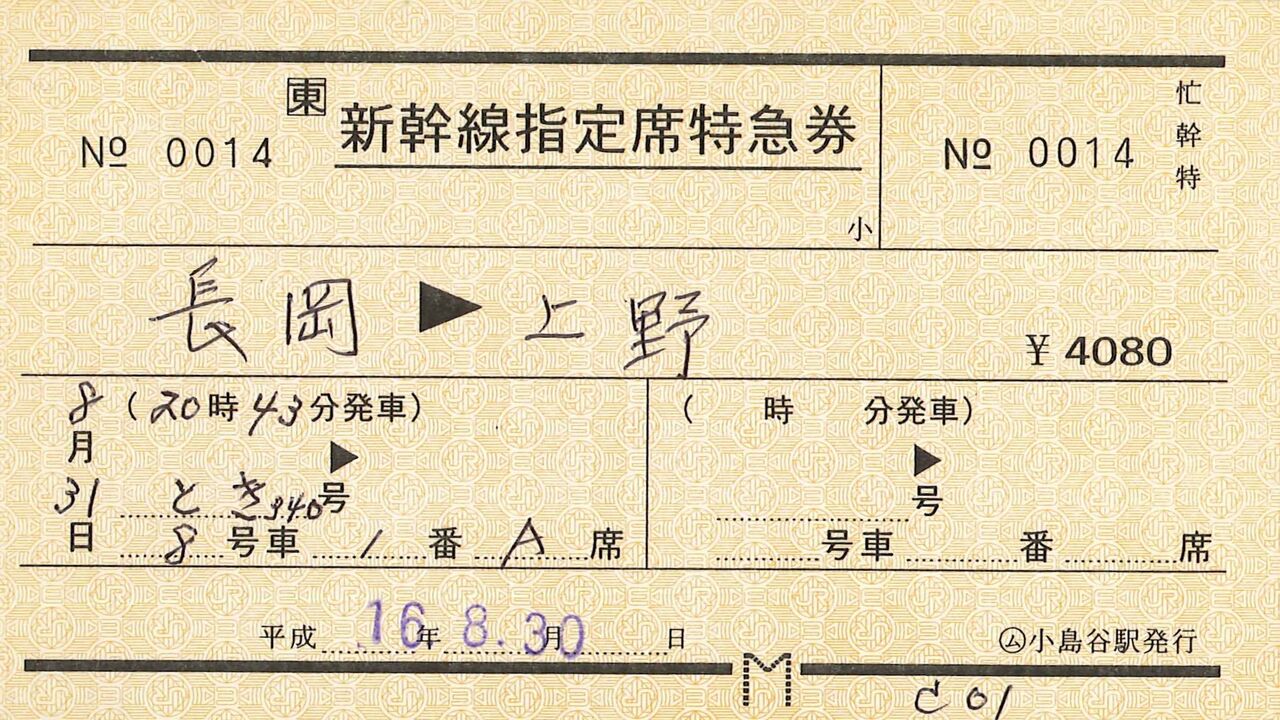 東 新幹線指定席特急券
№ 0014
小
№ 0014
忙幹特
長岡▶上野
¥4080
8月31日
(20時43分発車)
▶
とき340号
8号車1番A席
( 時 分発車)
▶
号
号車 番 席
平成16年8月30日
ム小島谷駅発行
M
C01